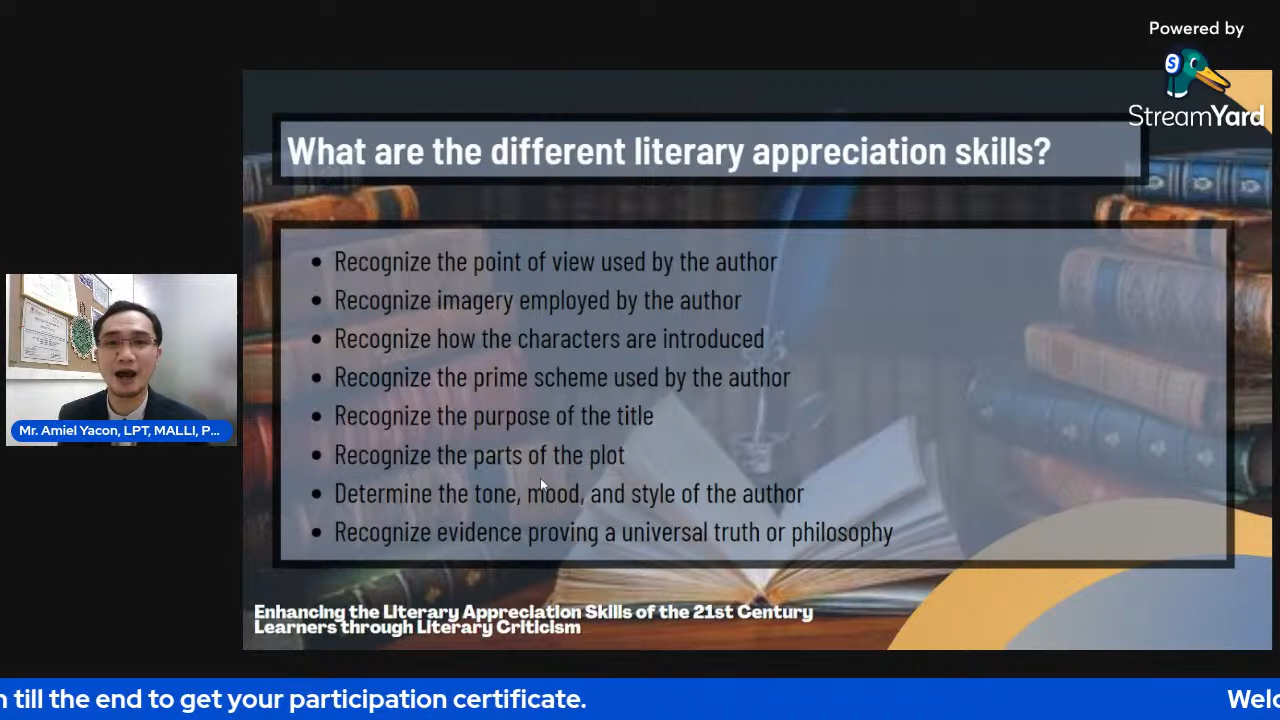 Powered by
StreamYard
What are the different literary appreciation skills?
• Recognize the point of view used by the author
• Recognize imagery employed by the author
• Recognize how the characters are introduced
• Recognize the prime scheme used by the author
• Recognize the purpose of the title
• Recognize the parts of the plot
• Determine the tone, mood, and style of the author
• Recognize evidence proving a universal truth or philosophy
Mr. Amiel Yacon, LPT, MALLI, P...
Enhancing the Literary Appreciation Skills of the 21st Century
Learners through Literary Criticism
till the end to get your participation certificate.